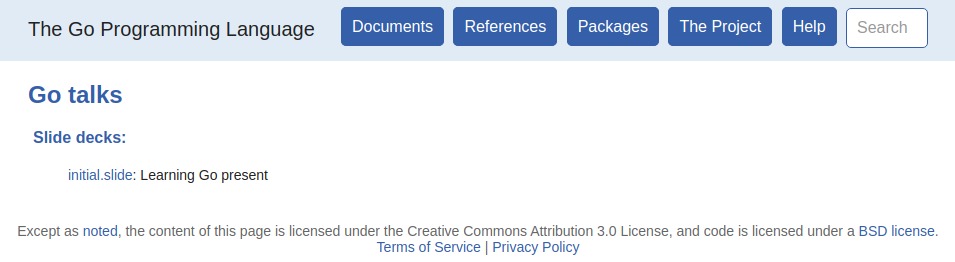 The Go Programming Language Documents References Packages The Project Help Search
Go talks
Slide decks:
initial.slide: Learning Go present
Except as noted, the content of this page is licensed under the Creative Commons Attribution 3.0 License, and code is licensed under a BSD license.
Terms of Service | Privacy Policy